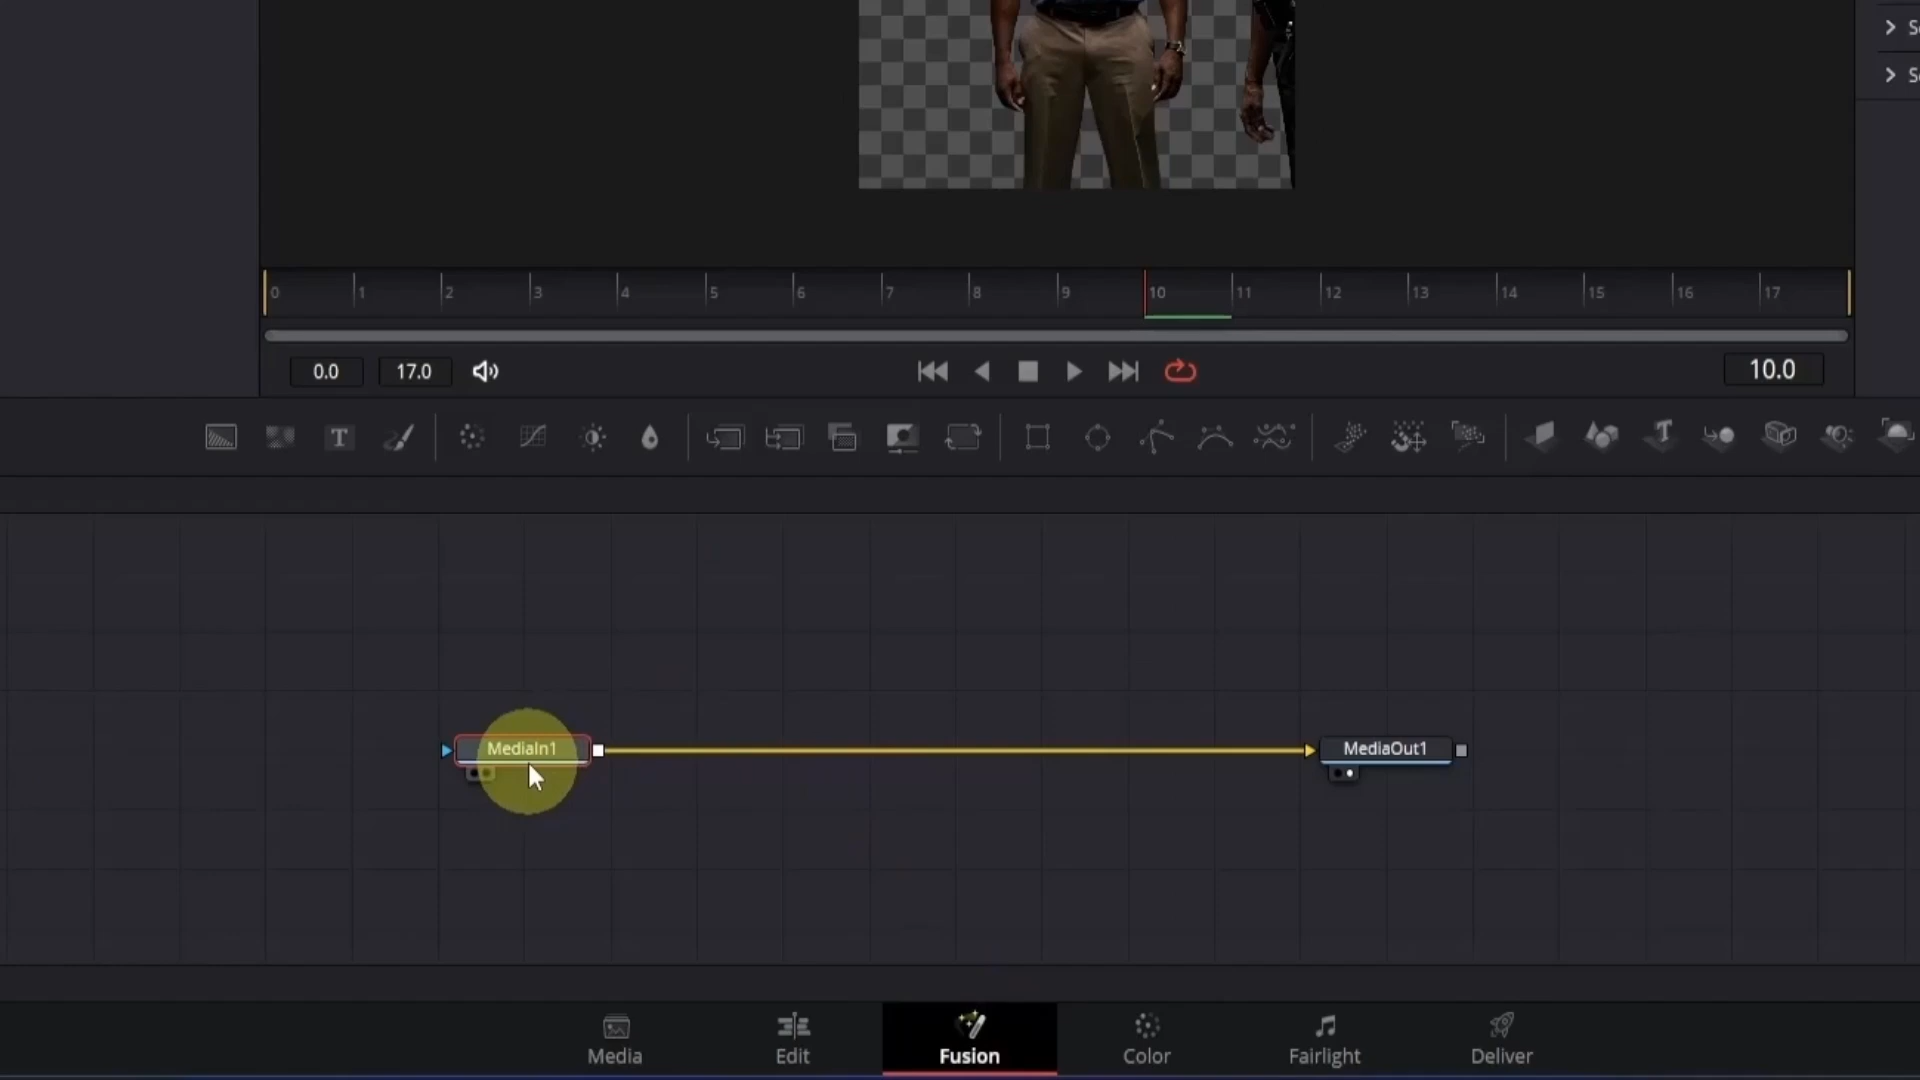 S
S
0 1 2 3 4 5 6 7 8 9 10 11 12 13 14 15 16 17
0.0 17.0 10.0
T
MediaIn1 MediaOut1
Media Edit Fusion Color Fairlight Deliver